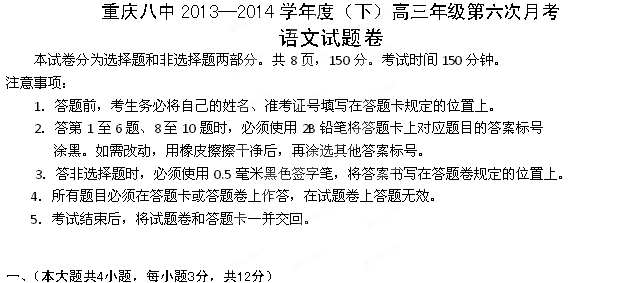 重庆八中 2013—2014 学年度（下）高三年级第六次月考
语文试题卷
本试卷分为选择题和非选择题两部分。共 8 页，150 分。考试时间 150 分钟。
注意事项：
1. 答题前，考生务必将自己的姓名、准考证号填写在答题卡规定的位置上。
2. 答第 1 至 6 题、8 至 10 题时，必须使用 2B 铅笔将答题卡上对应题目的答案标号
涂黑。如需改动，用橡皮擦擦干净后，再涂选其他答案标号。
3. 答非选择题时，必须使用 0.5 毫米黑色签字笔，将答案书写在答题卷规定的位置上。
4. 所有题目必须在答题卡或答题卷上作答，在试题卷上答题无效。
5. 考试结束后，将试题卷和答题卡一并交回。
一、（本大题共4小题，每小题3分，共12分）